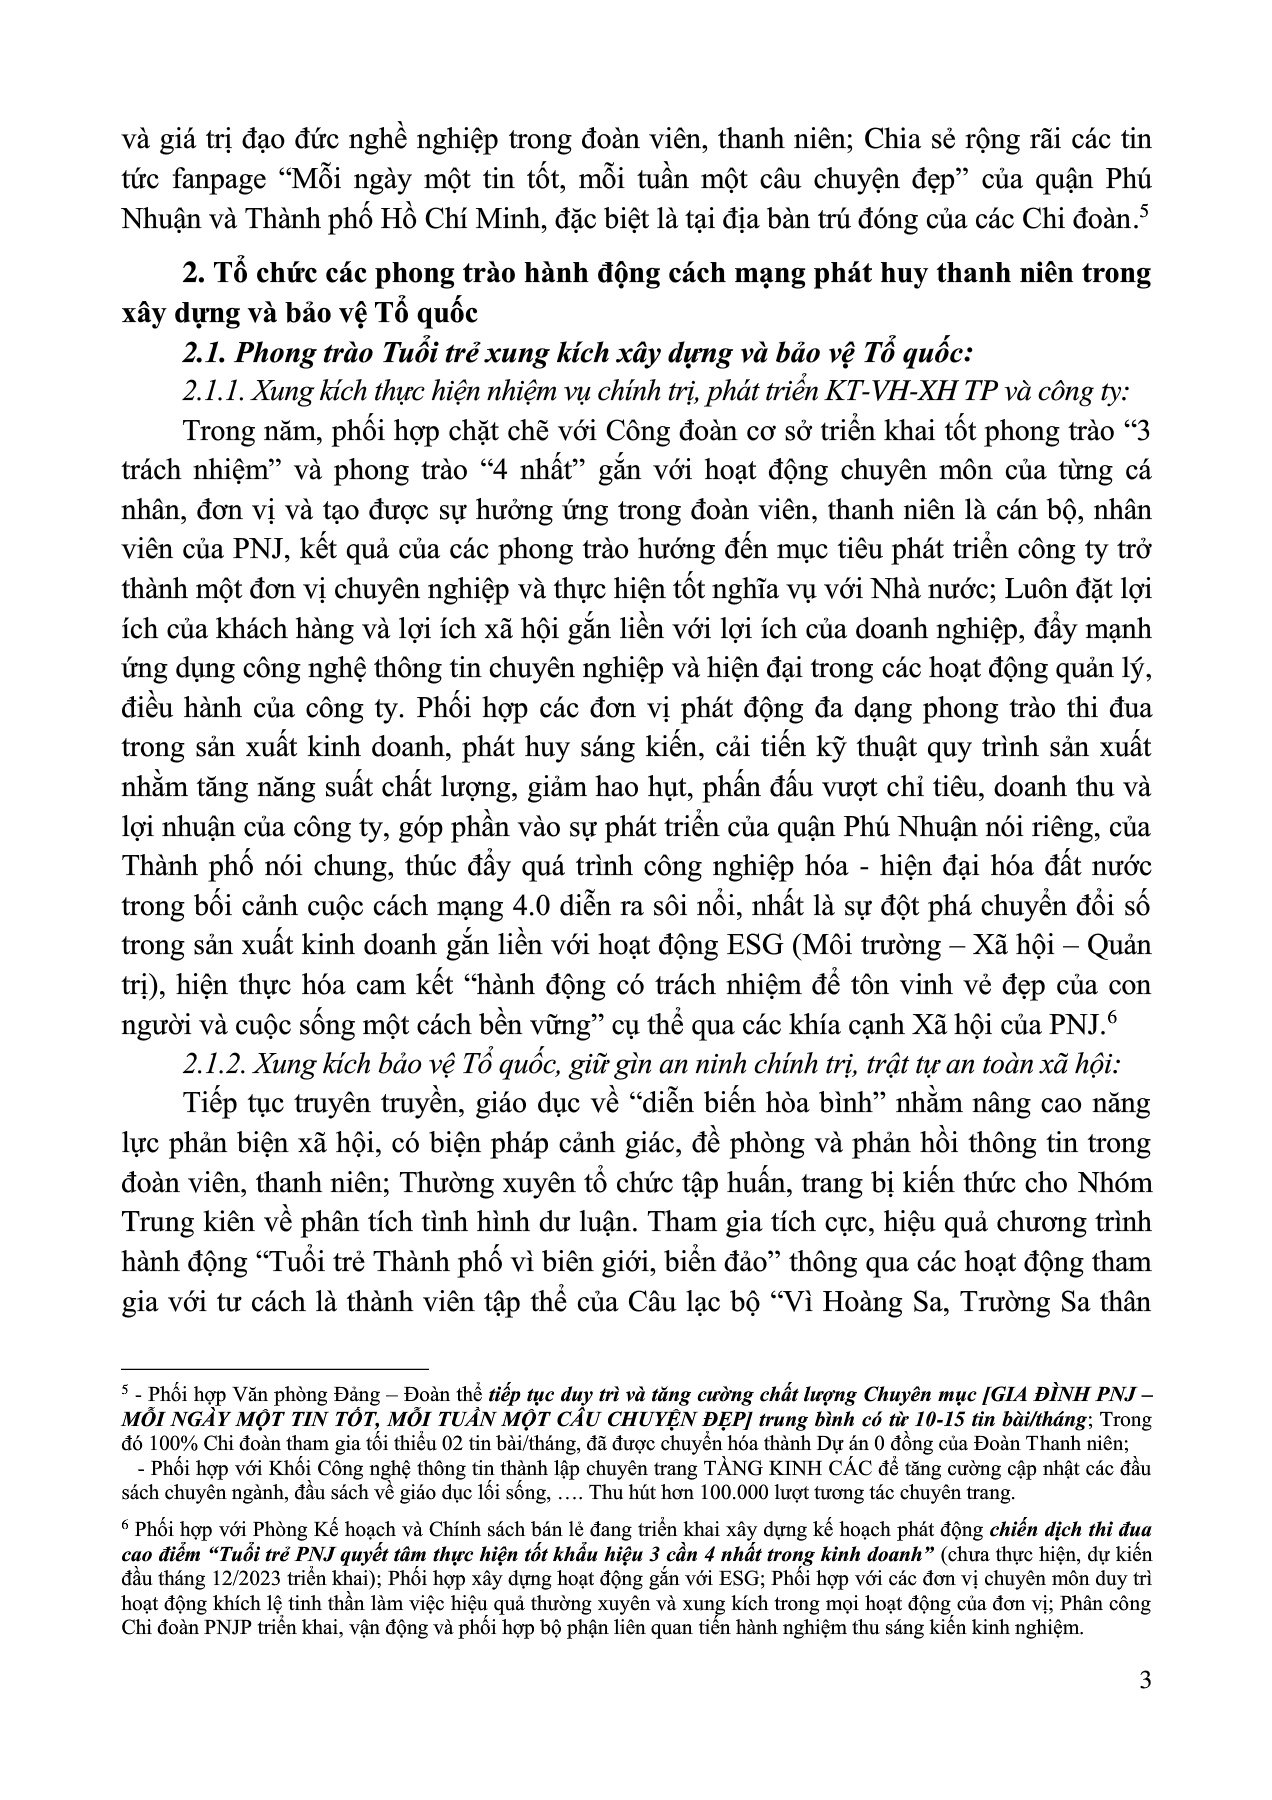 và giá trị đạo đức nghề nghiệp trong đoàn viên, thanh niên; Chia sẻ rộng rãi các tin
tức fanpage “Mỗi ngày một tin tốt, mỗi tuần một câu chuyện đẹp” của quận Phú
Nhuận và Thành phố Hồ Chí Minh, đặc biệt là tại địa bàn trú đóng của các Chi đoàn.⁵
2. Tổ chức các phong trào hành động cách mạng phát huy thanh niên trong
xây dựng và bảo vệ Tổ quốc
2.1. Phong trào Tuổi trẻ xung kích xây dựng và bảo vệ Tổ quốc:
2.1.1. Xung kích thực hiện nhiệm vụ chính trị, phát triển KT-VH-XH TP và công ty:
Trong năm, phối hợp chặt chẽ với Công đoàn cơ sở triển khai tốt phong trào “3
trách nhiệm” và phong trào “4 nhất” gắn với hoạt động chuyên môn của từng cá
nhân, đơn vị và tạo được sự hưởng ứng trong đoàn viên, thanh niên là cán bộ, nhân
viên của PNJ, kết quả của các phong trào hướng đến mục tiêu phát triển công ty trở
thành một đơn vị chuyên nghiệp và thực hiện tốt nghĩa vụ với Nhà nước; Luôn đặt lợi
ích của khách hàng và lợi ích xã hội gắn liền với lợi ích của doanh nghiệp, đẩy mạnh
ứng dụng công nghệ thông tin chuyên nghiệp và hiện đại trong các hoạt động quản lý,
điều hành của công ty. Phối hợp các đơn vị phát động đa dạng phong trào thi đua
trong sản xuất kinh doanh, phát huy sáng kiến, cải tiến kỹ thuật quy trình sản xuất
nhằm tăng năng suất chất lượng, giảm hao hụt, phấn đấu vượt chỉ tiêu, doanh thu và
lợi nhuận của công ty, góp phần vào sự phát triển của quận Phú Nhuận nói riêng, của
Thành phố nói chung, thúc đẩy quá trình công nghiệp hóa - hiện đại hóa đất nước
trong bối cảnh cuộc cách mạng 4.0 diễn ra sôi nổi, nhất là sự đột phá chuyển đổi số
trong sản xuất kinh doanh gắn liền với hoạt động ESG (Môi trường – Xã hội – Quản
trị), hiện thực hóa cam kết “hành động có trách nhiệm để tôn vinh vẻ đẹp của con
người và cuộc sống một cách bền vững” cụ thể qua các khía cạnh Xã hội của PNJ.⁶
2.1.2. Xung kích bảo vệ Tổ quốc, giữ gìn an ninh chính trị, trật tự an toàn xã hội:
Tiếp tục truyên truyền, giáo dục về “diễn biến hòa bình” nhằm nâng cao năng
lực phản biện xã hội, có biện pháp cảnh giác, đề phòng và phản hồi thông tin trong
đoàn viên, thanh niên; Thường xuyên tổ chức tập huấn, trang bị kiến thức cho Nhóm
Trung kiên về phân tích tình hình dư luận. Tham gia tích cực, hiệu quả chương trình
hành động “Tuổi trẻ Thành phố vì biên giới, biển đảo” thông qua các hoạt động tham
gia với tư cách là thành viên tập thể của Câu lạc bộ “Vì Hoàng Sa, Trường Sa thân
⁵ - Phối hợp Văn phòng Đảng – Đoàn thể tiếp tục duy trì và tăng cường chất lượng Chuyên mục [GIA ĐÌNH PNJ –
MỖI NGÀY MỘT TIN TỐT, MỖI TUẦN MỘT CÂU CHUYỆN ĐẸP] trung bình có từ 10-15 tin bài/tháng; Trong
đó 100% Chi đoàn tham gia tối thiểu 02 tin bài/tháng, đã được chuyển hóa thành Dự án 0 đồng của Đoàn Thanh niên;
- Phối hợp với Khối Công nghệ thông tin thành lập chuyên trang TÀNG KINH CÁC để tăng cường cập nhật các đầu
sách chuyên ngành, đầu sách về giáo dục lối sống, …. Thu hút hơn 100.000 lượt tương tác chuyên trang.
⁶ Phối hợp với Phòng Kế hoạch và Chính sách bán lẻ đang triển khai xây dựng kế hoạch phát động chiến dịch thi đua
cao điểm “Tuổi trẻ PNJ quyết tâm thực hiện tốt khẩu hiệu 3 cần 4 nhất trong kinh doanh” (chưa thực hiện, dự kiến
đầu tháng 12/2023 triển khai); Phối hợp xây dựng hoạt động gắn với ESG; Phối hợp với các đơn vị chuyên môn duy trì
hoạt động khích lệ tinh thần làm việc hiệu quả thường xuyên và xung kích trong mọi hoạt động của đơn vị; Phân công
Chi đoàn PNJP triển khai, vận động và phối hợp bộ phận liên quan tiến hành nghiệm thu sáng kiến kinh nghiệm.
3